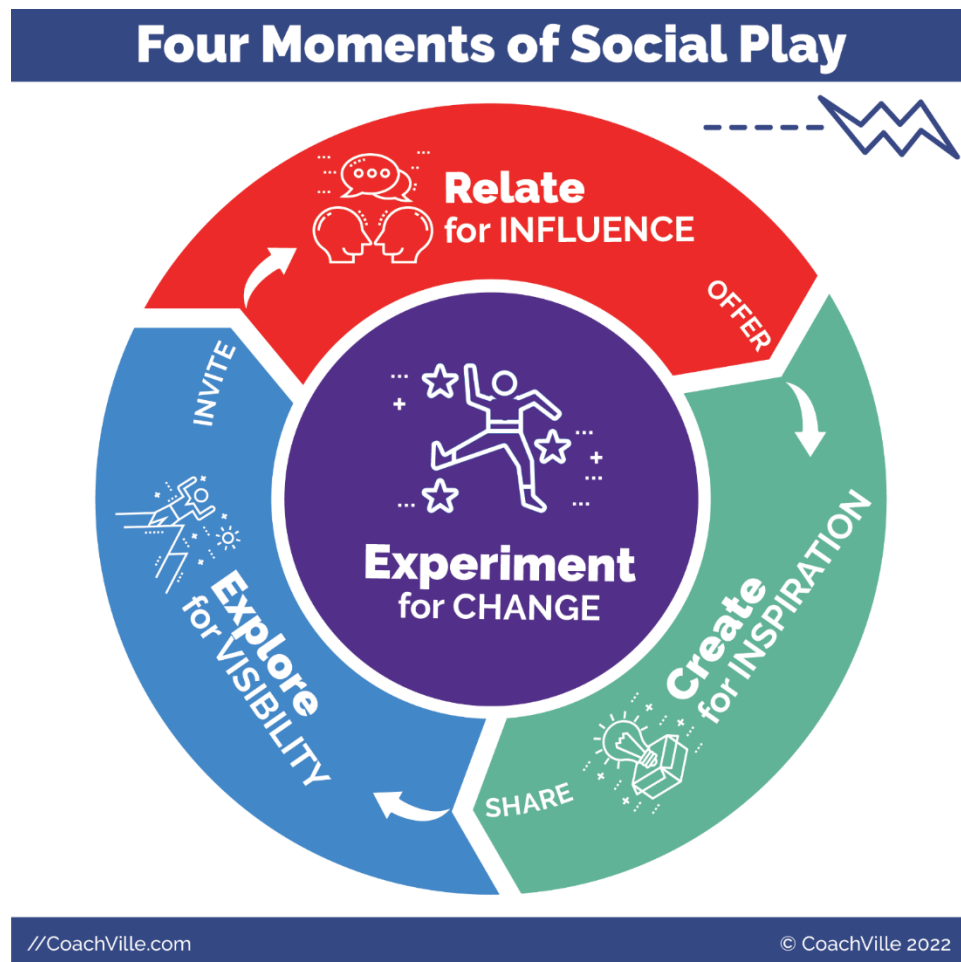 Four Moments of Social Play
Relate
for INFLUENCE
OFFER
INVITE
Experiment
for CHANGE
Explore
for VISIBILITY
Create
for INSPIRATION
SHARE
//CoachVille.com
© CoachVille 2022